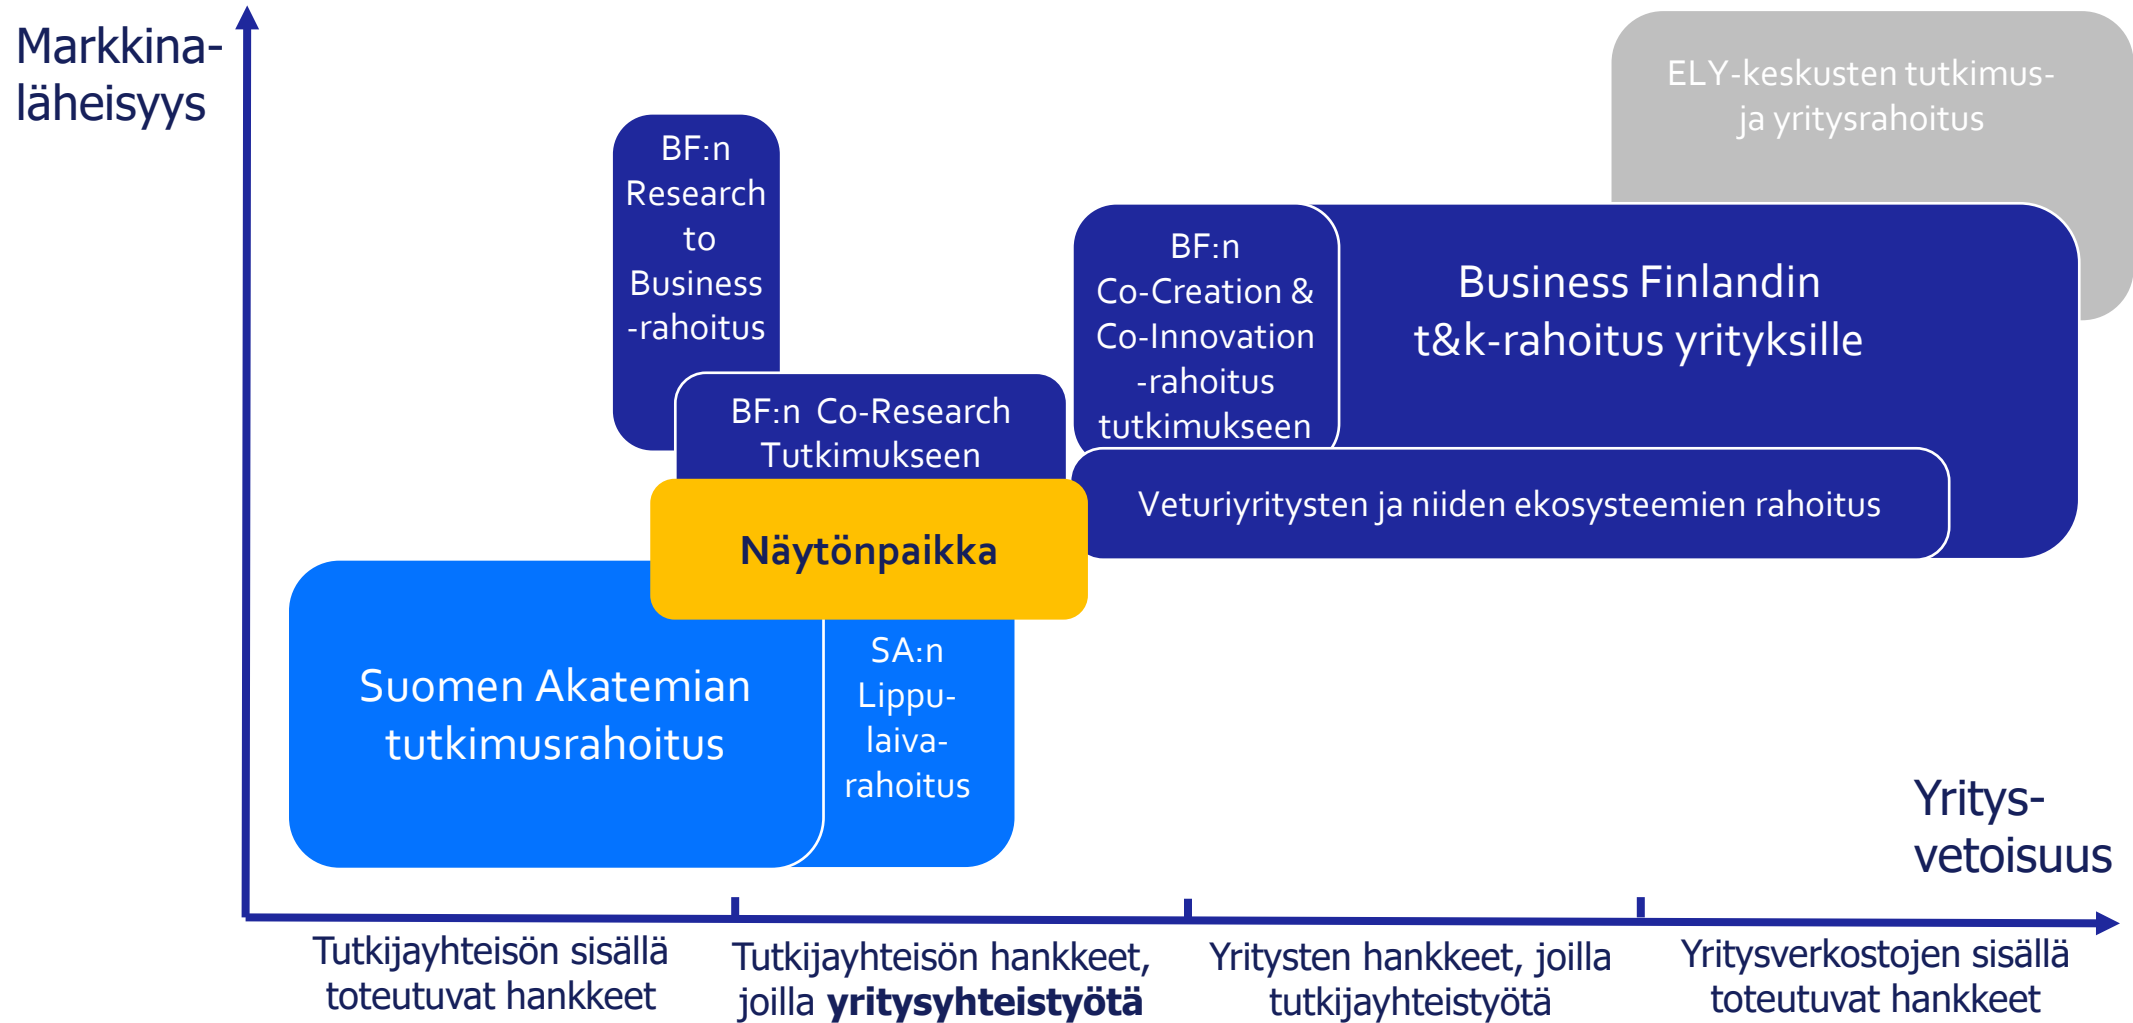 Markkina-
läheisyys
ELY-keskusten tutkimus-
ja yritysrahoitus
BF:n
Research
to
Business
-rahoitus
BF:n
Co-Creation &
Co-Innovation
-rahoitus
tutkimukseen
Business Finlandin
t&k-rahoitus yrityksille
BF:n Co-Research
Tutkimukseen
Veturiyritysten ja niiden ekosysteemien rahoitus
Näytönpaikka
Suomen Akatemian
tutkimusrahoitus
SA:n
Lippu-
laiva-
rahoitus
Yritys-
vetoisuus
Tutkijayhteisön sisällä
toteutuvat hankkeet
Tutkijayhteisön hankkeet,
joilla yritysyhteistyötä
Yritysten hankkeet, joilla
tutkijayhteistyötä
Yritysverkostojen sisällä
toteutuvat hankkeet